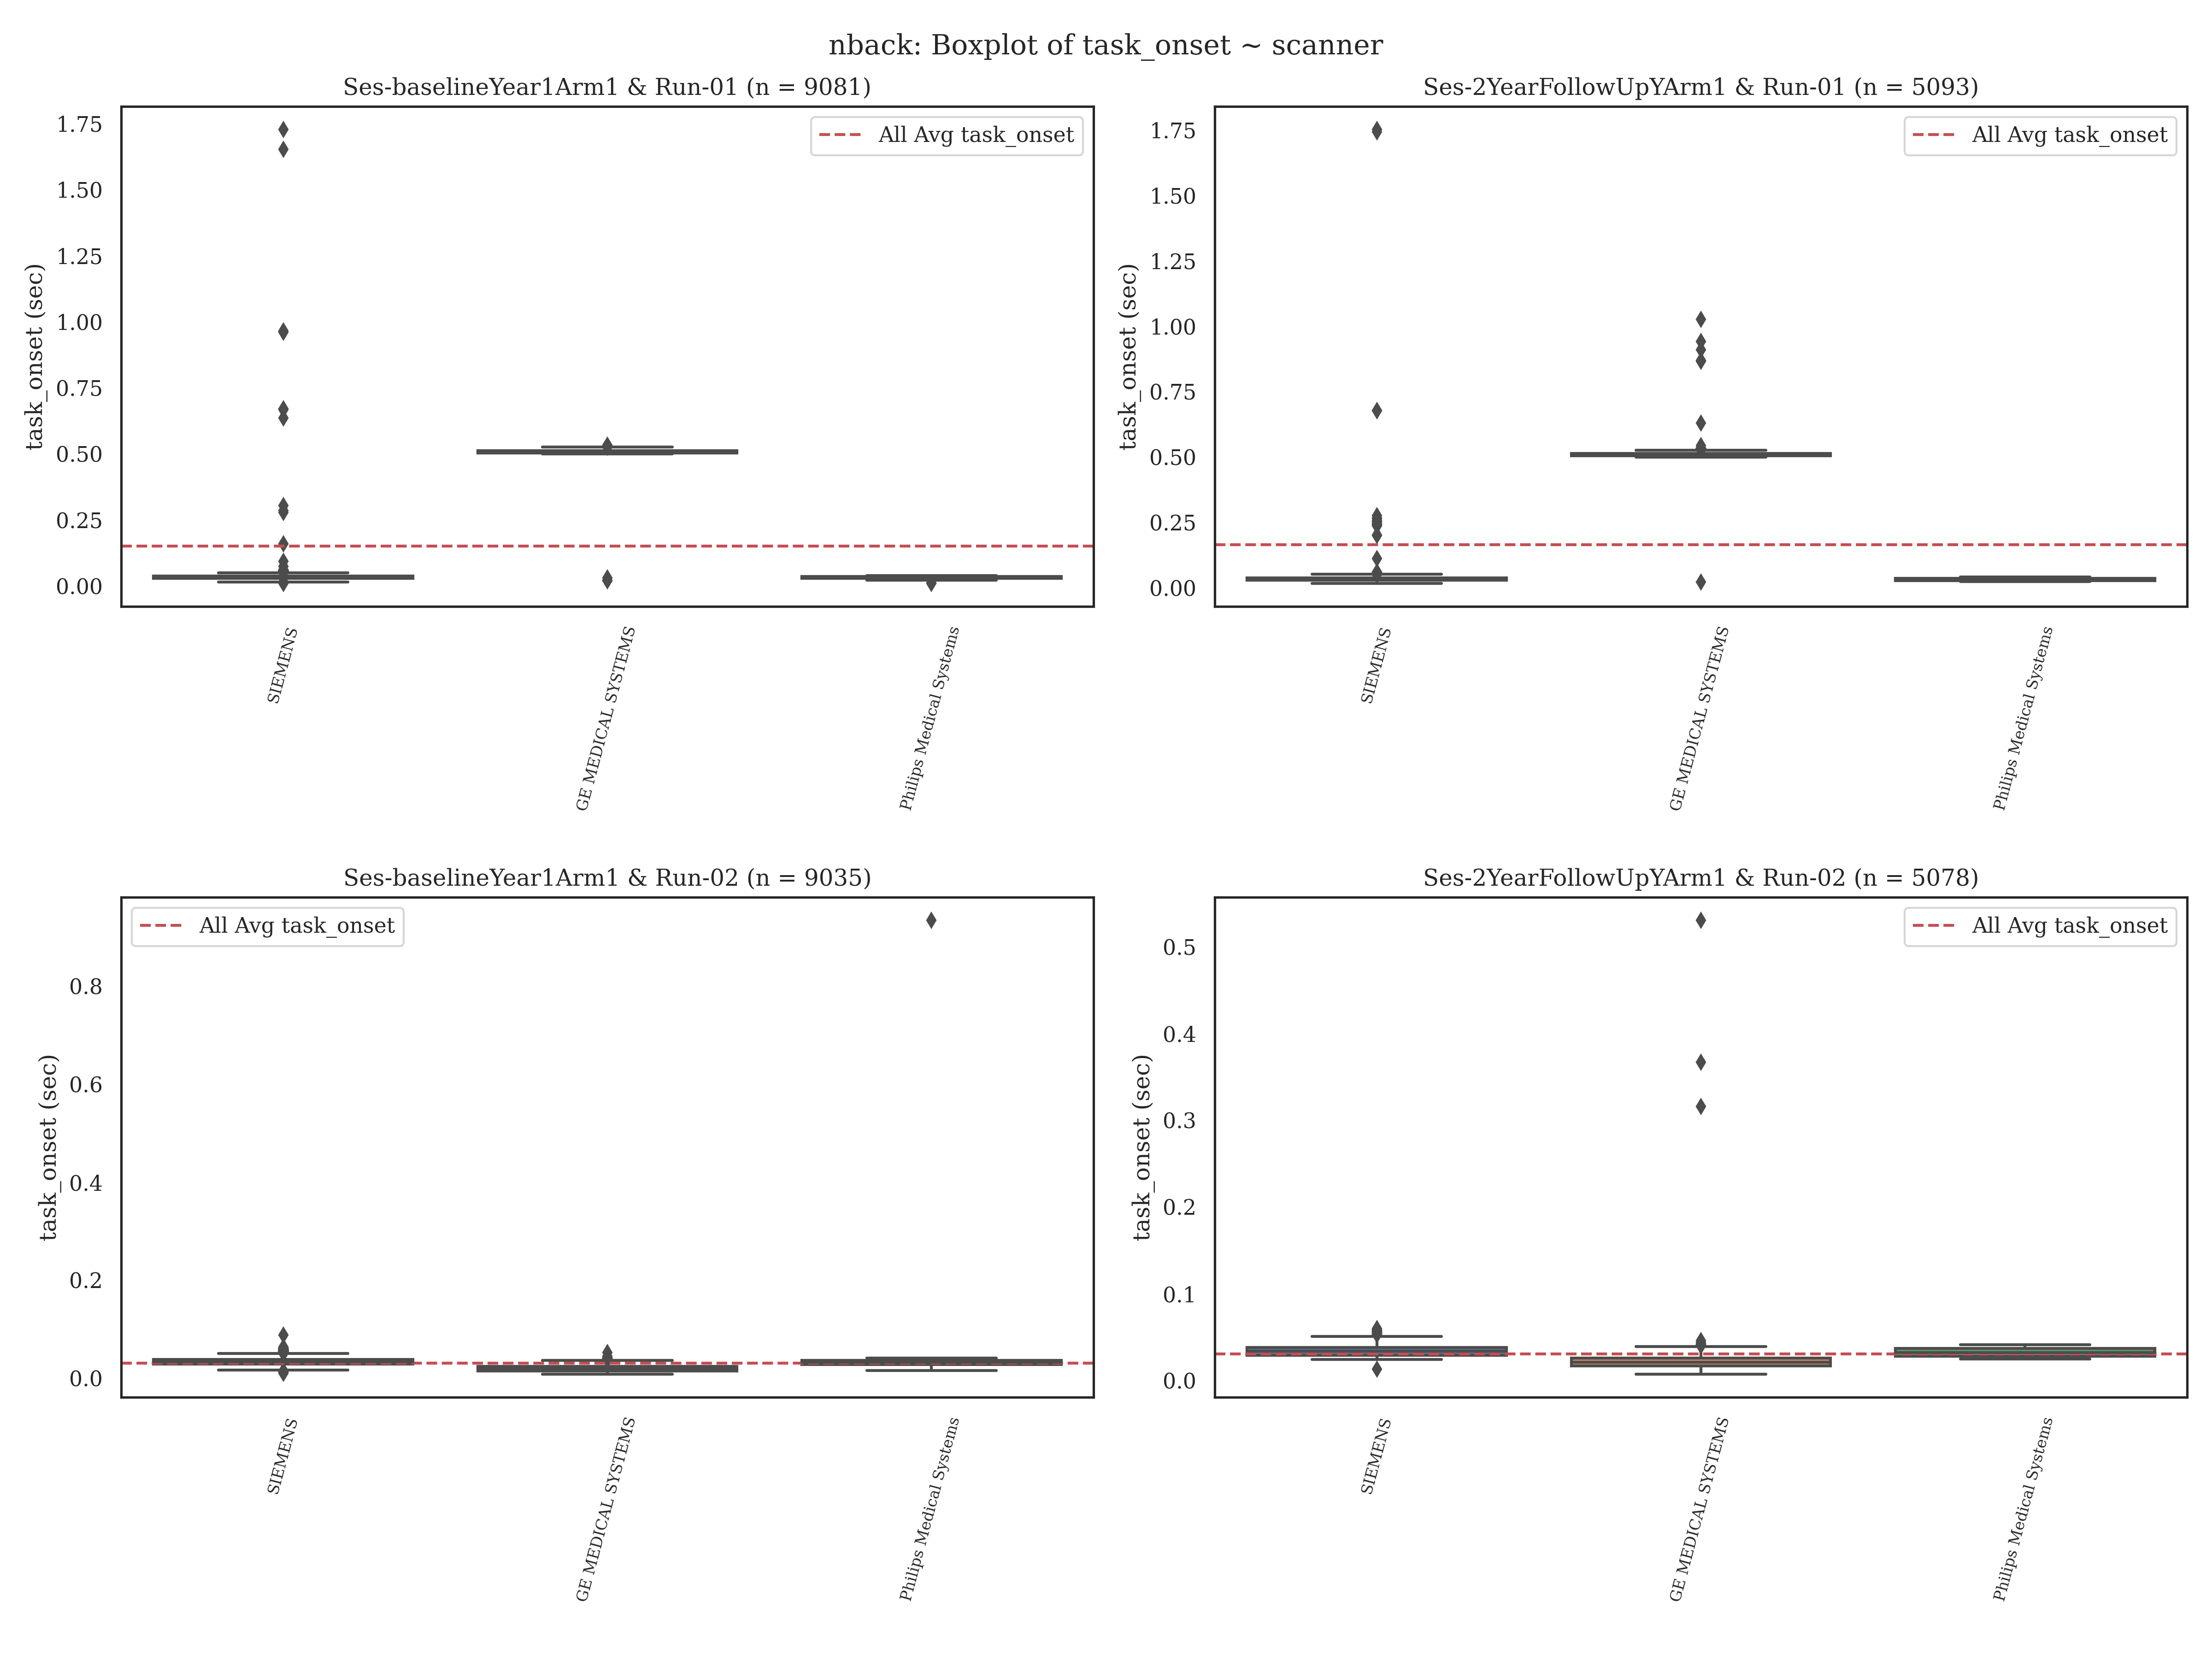 nback: Boxplot of task_onset ~ scanner
Ses-baselineYear1Arm1 & Run-01 (n = 9081)
All Avg task_onset
task_onset (sec)
1.75
1.50
1.25
1.00
0.75
0.50
0.25
0.00
SIEMENS
GE MEDICAL SYSTEMS
Philips Medical Systems
Ses-2YearFollowUpYArm1 & Run-01 (n = 5093)
All Avg task_onset
task_onset (sec)
1.75
1.50
1.25
1.00
0.75
0.50
0.25
0.00
SIEMENS
GE MEDICAL SYSTEMS
Philips Medical Systems
Ses-baselineYear1Arm1 & Run-02 (n = 9035)
All Avg task_onset
task_onset (sec)
0.8
0.6
0.4
0.2
0.0
SIEMENS
GE MEDICAL SYSTEMS
Philips Medical Systems
Ses-2YearFollowUpYArm1 & Run-02 (n = 5078)
All Avg task_onset
task_onset (sec)
0.5
0.4
0.3
0.2
0.1
0.0
SIEMENS
GE MEDICAL SYSTEMS
Philips Medical Systems